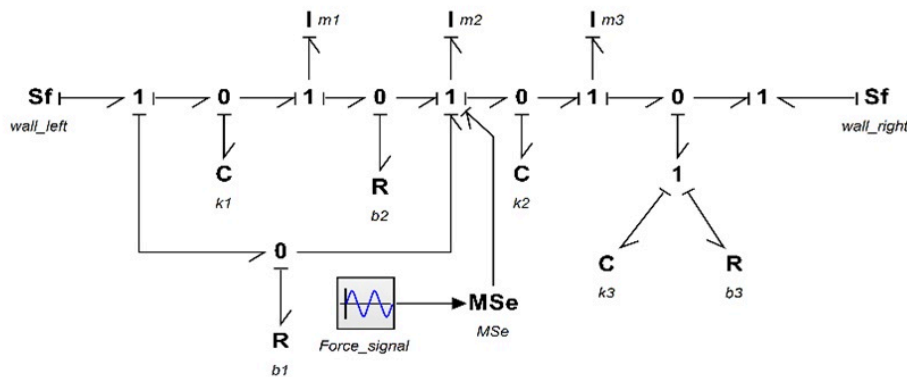 I m1
I m2
I m3
Sf 1 0 1 0 1 0 1 0 1 Sf
wall_left
wall_right
C
k1
R
b2
C
k2
1
0
C
k3
R
b3
R
b1
Force_signal
MSe
MSe